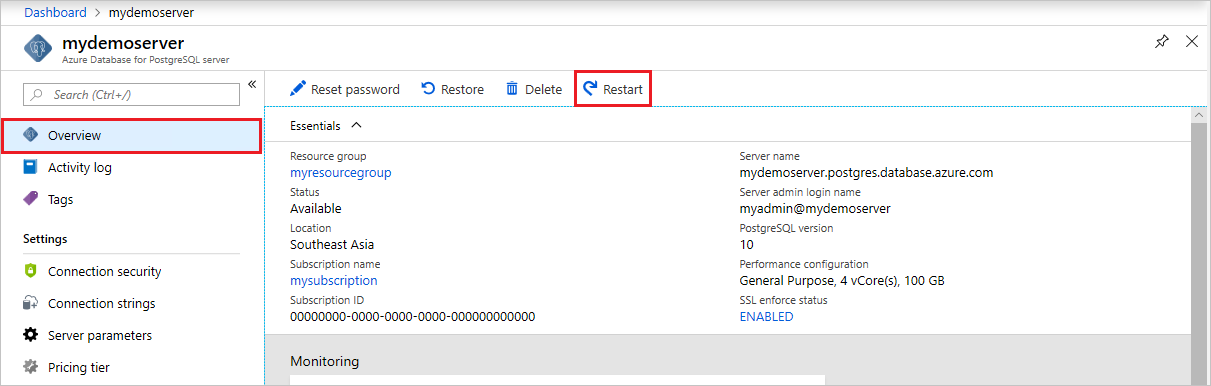 Dashboard > mydemoserver
mydemoserver
Azure Database for PostgreSQL server
Search (Ctrl+/)
«
Reset password Restore Delete Restart
Overview
Activity log
Tags
Settings
Connection security
Connection strings
Server parameters
Pricing tier
Essentials
Resource group
myresourcegroup
Status
Available
Location
Southeast Asia
Subscription name
mysubscription
Subscription ID
00000000-0000-0000-0000-000000000000
Server name
mydemoserver.postgres.database.azure.com
Server admin login name
myadmin@mydemoserver
PostgreSQL version
10
Performance configuration
General Purpose, 4 vCore(s), 100 GB
SSL enforce status
ENABLED
Monitoring